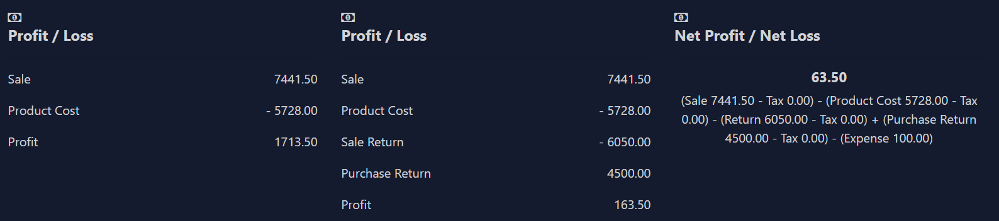 Profit / Loss
Sale 7441.50
Product Cost - 5728.00
Profit 1713.50
Profit / Loss
Sale 7441.50
Product Cost - 5728.00
Sale Return - 6050.00
Purchase Return 4500.00
Profit 163.50
Net Profit / Net Loss
63.50
(Sale 7441.50 - Tax 0.00) - (Product Cost 5728.00 - Tax
0.00) - (Return 6050.00 - Tax 0.00) + (Purchase Return
4500.00 - Tax 0.00) - (Expense 100.00)